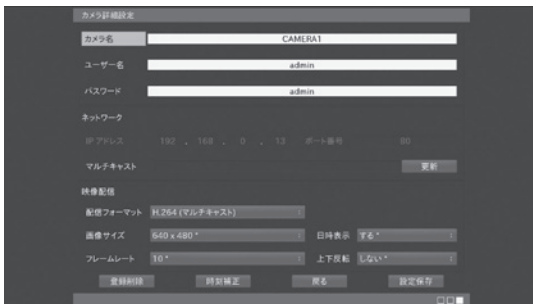 カメラ詳細設定
カメラ名 CAMERA1
ユーザー名 admin
パスワード admin
ネットワーク
IP アドレス 192 . 168 . 0 . 13 ポート番号 80
マルチキャスト 更新
映像配信
配信フォーマット H.264 (マルチキャスト)
画像サイズ 640 x 480 * 日時表示 する *
フレームレート 10 * 上下反転 しない *
登録削除 時刻補正 戻る 設定保存